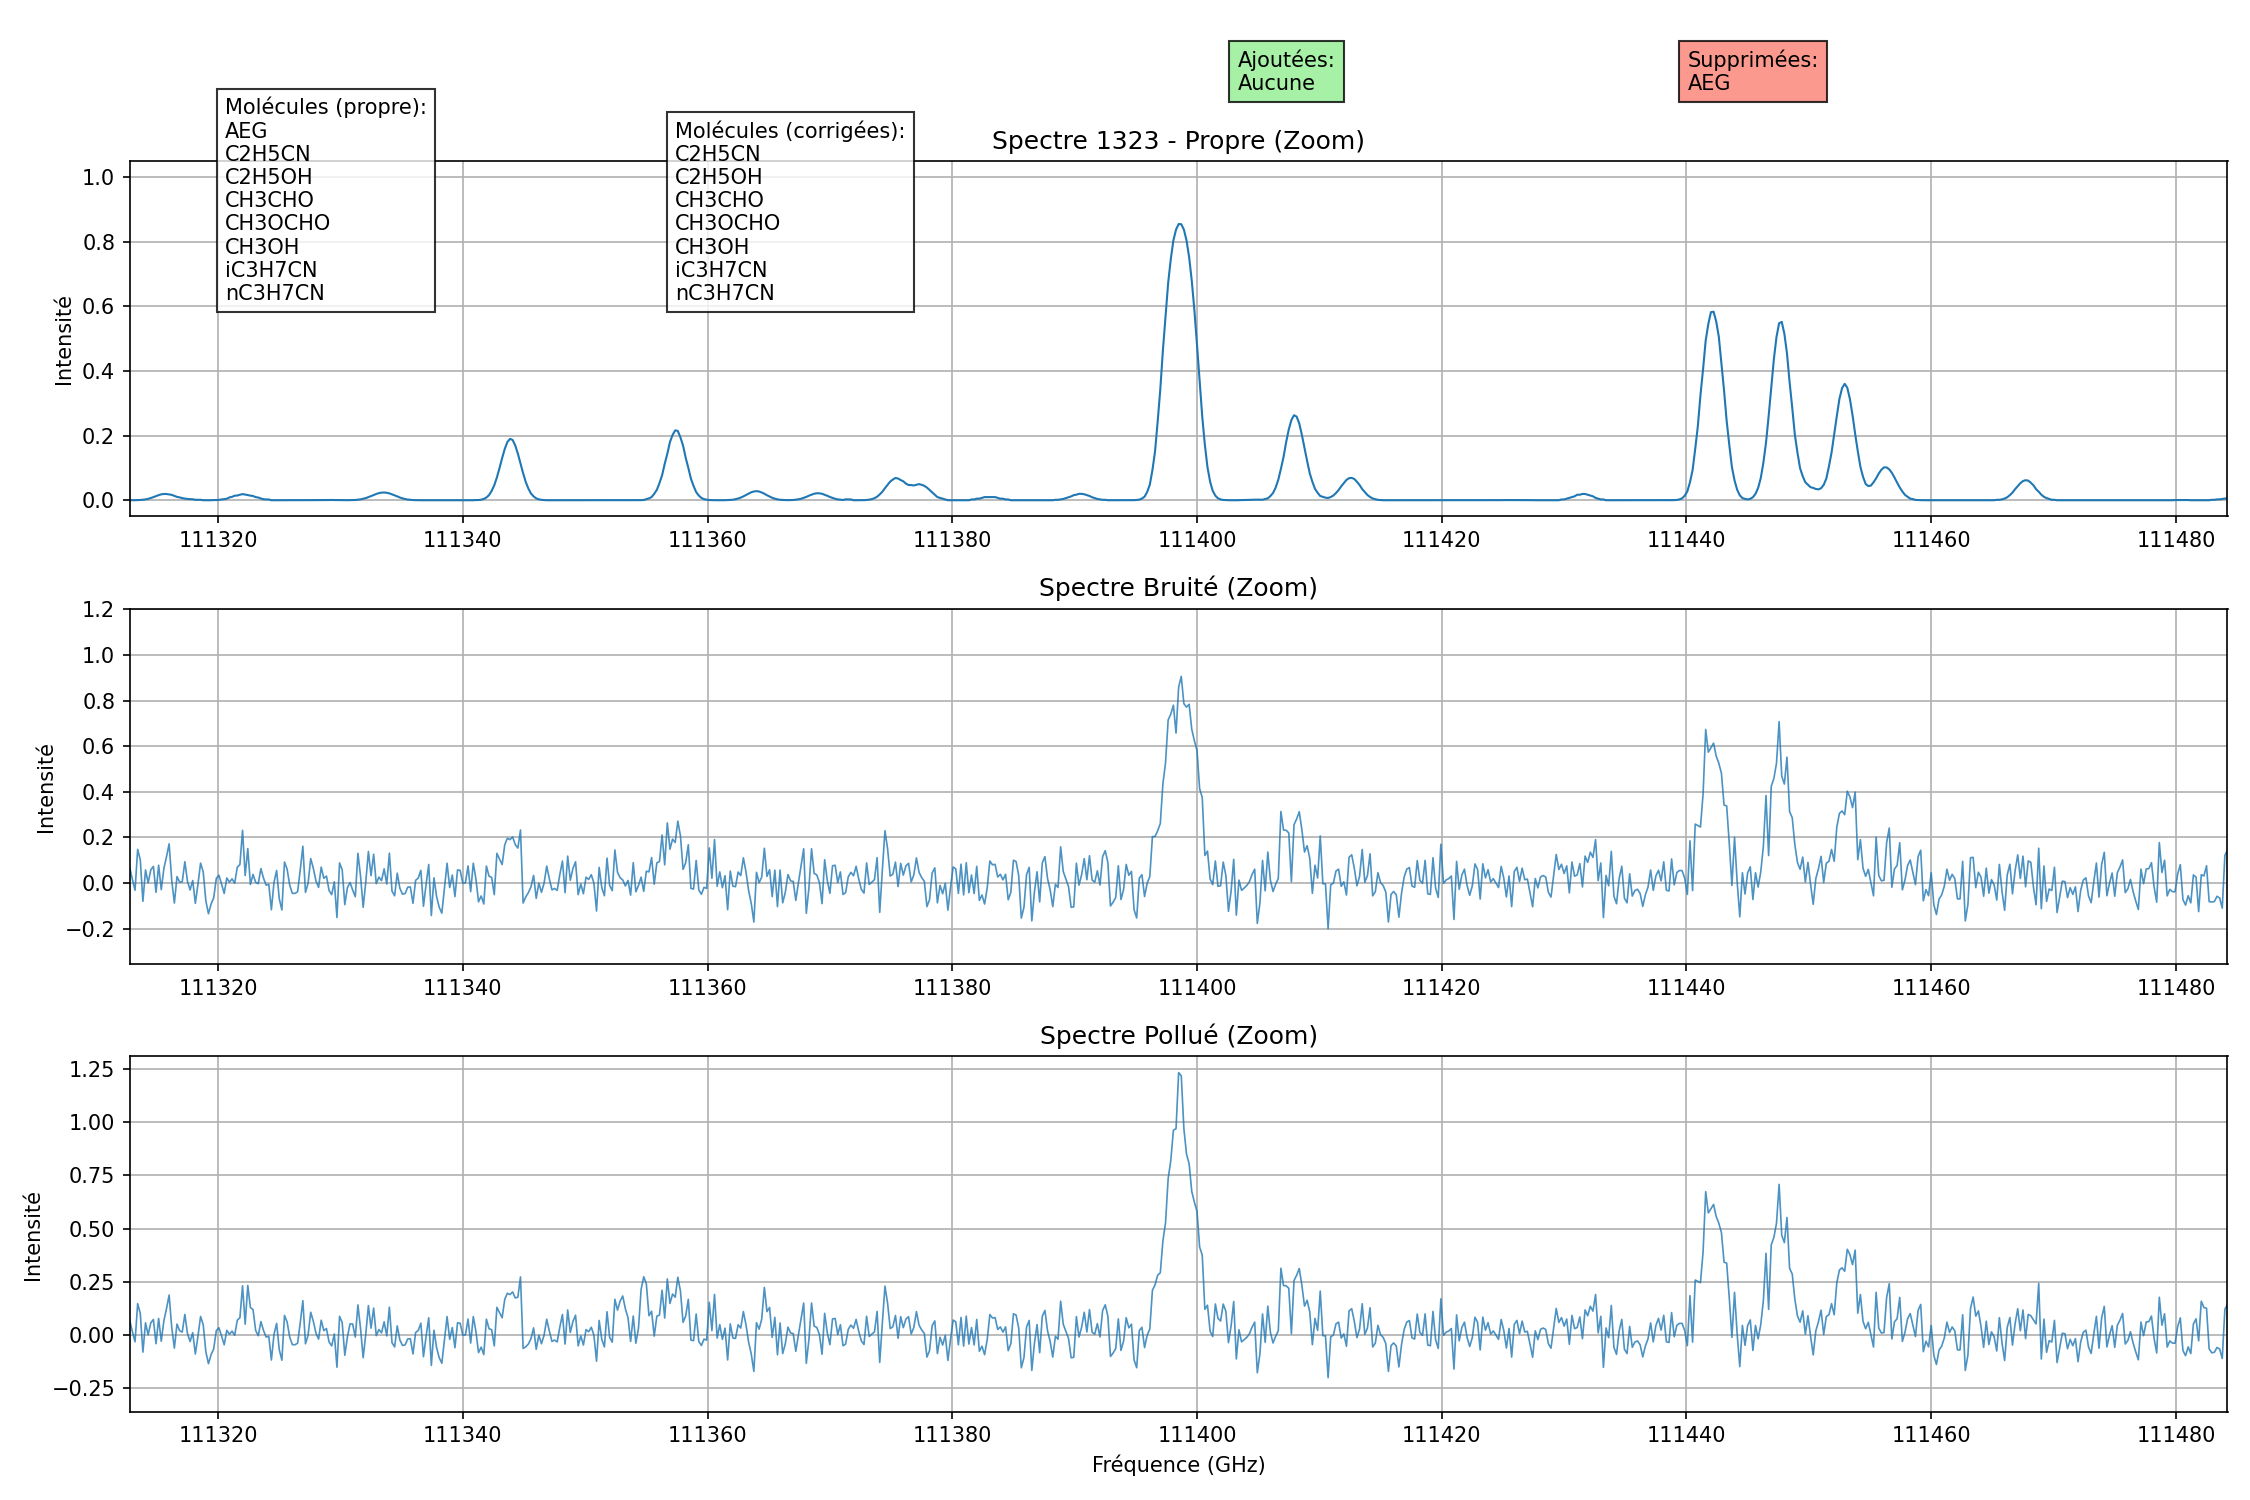 Ajoutées:
Aucune
Supprimées:
AEG
Molécules (propre):
AEG
C2H5CN
C2H5OH
CH3CHO
CH3OCHO
CH3OH
iC3H7CN
nC3H7CN
Molécules (corrigées):
C2H5CN
C2H5OH
CH3CHO
CH3OCHO
CH3OH
iC3H7CN
nC3H7CN
Spectre 1323 - Propre (Zoom)
Intensité
1.0
0.8
0.6
0.4
0.2
0.0
111320 111340 111360 111380 111400 111420 111440 111460 111480
Spectre Bruité (Zoom)
Intensité
1.2
1.0
0.8
0.6
0.4
0.2
0.0
−0.2
111320 111340 111360 111380 111400 111420 111440 111460 111480
Spectre Pollué (Zoom)
Intensité
1.25
1.00
0.75
0.50
0.25
0.00
−0.25
111320 111340 111360 111380 111400 111420 111440 111460 111480
Fréquence (GHz)